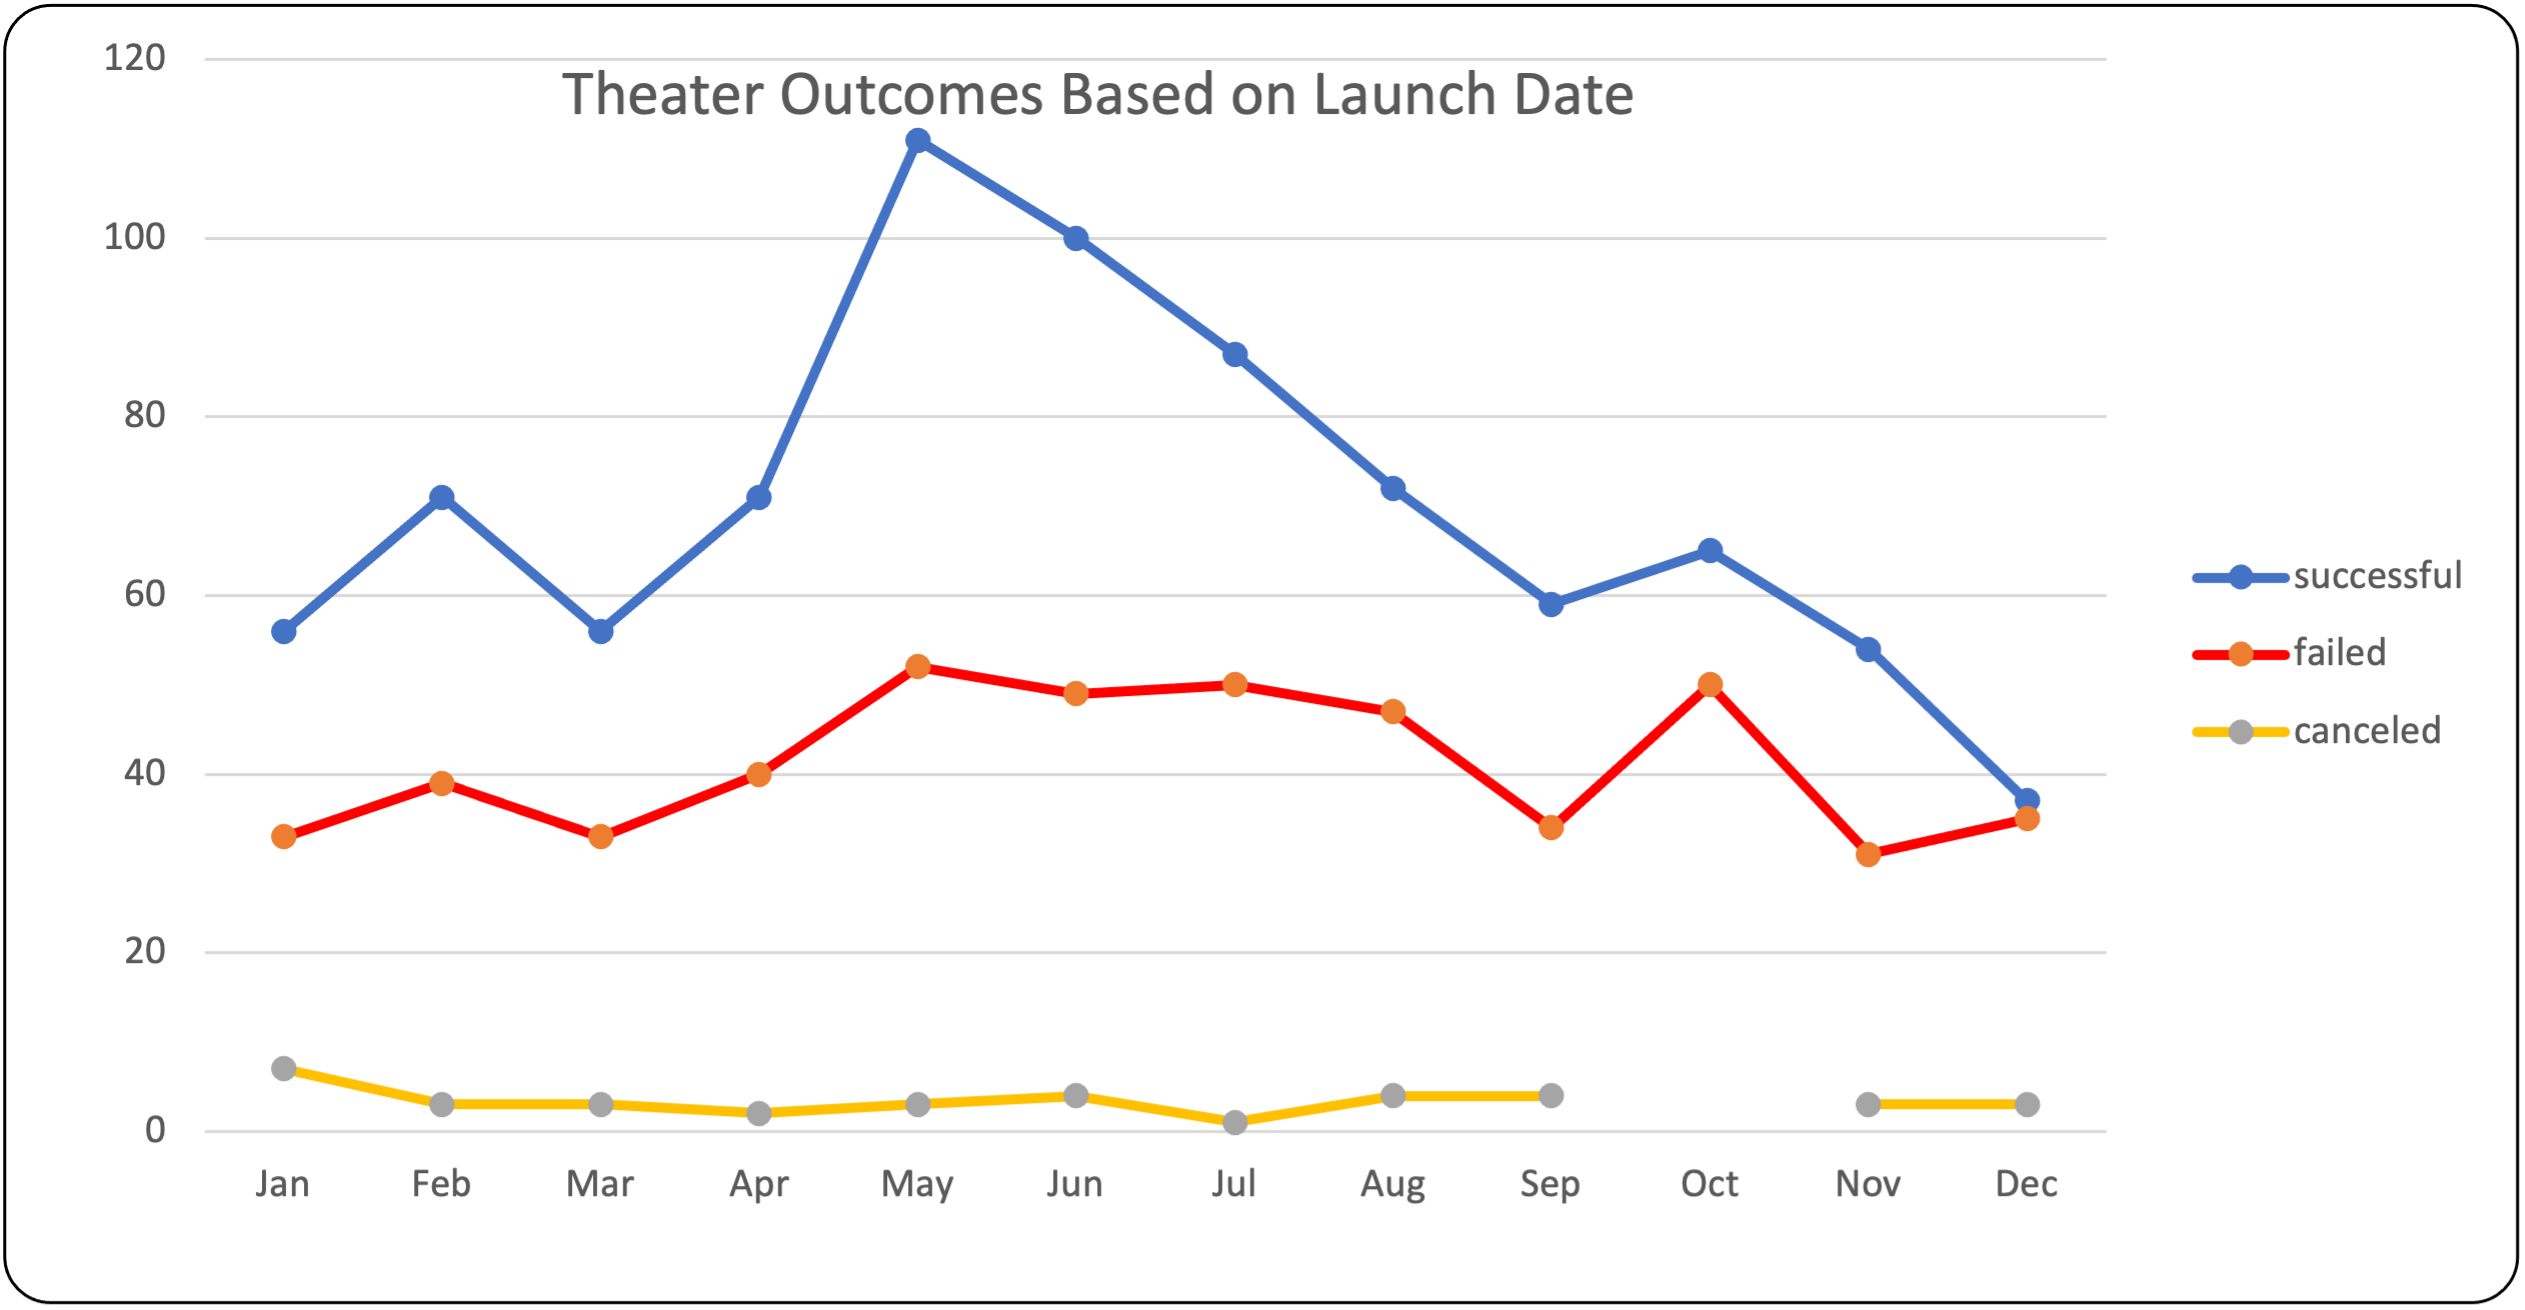 Theater Outcomes Based on Launch Date
120
100
80
60
40
20
0
Jan Feb Mar Apr May Jun Jul Aug Sep Oct Nov Dec
successful
failed
canceled